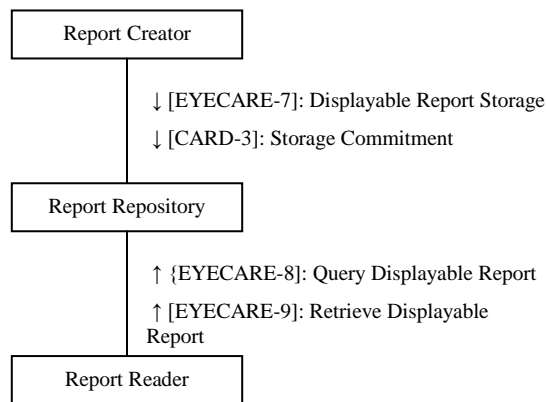 Report Creator
↓ [EYECARE-7]: Displayable Report Storage
↓ [CARD-3]: Storage Commitment
Report Repository
↑ {EYECARE-8]: Query Displayable Report
↑ [EYECARE-9]: Retrieve Displayable
Report
Report Reader